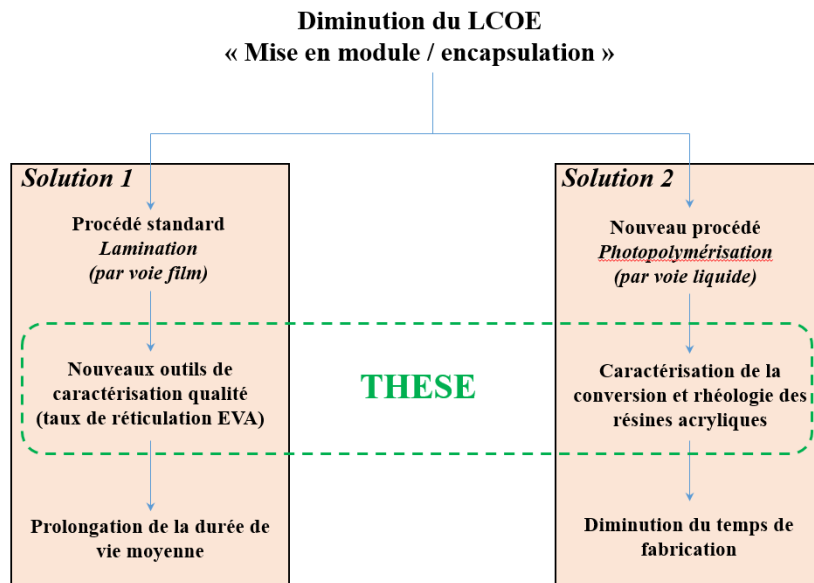 Diminution du LCOE
« Mise en module / encapsulation »
Solution 1
Procédé standard
Lamination
(par voie film)
Nouveaux outils de
caractérisation qualité
(taux de réticulation EVA)
Prolongation de la durée de
vie moyenne
THESE
Solution 2
Nouveau procédé
Photopolymérisation
(par voie liquide)
Caractérisation de la
conversion et rhéologie des
résines acryliques
Diminution du temps de
fabrication